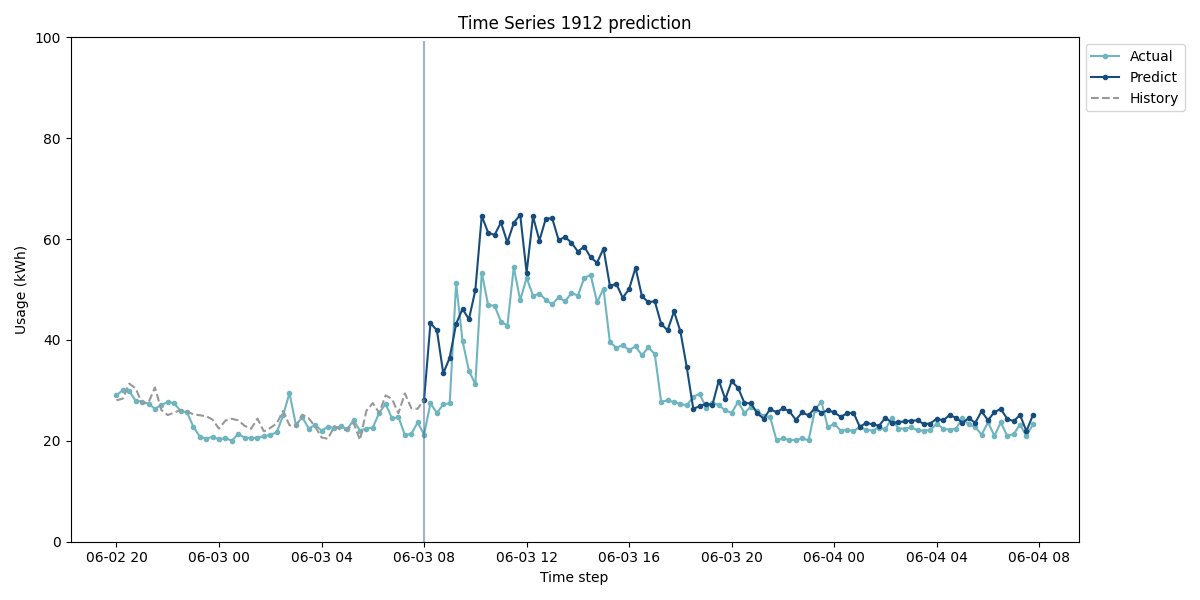 Time Series 1912 prediction
100
80
60
40
20
0
Usage (kWh)
06-02 20
06-03 00
06-03 04
06-03 08
06-03 12
06-03 16
06-03 20
06-04 00
06-04 04
06-04 08
Time step
Actual
Predict
History